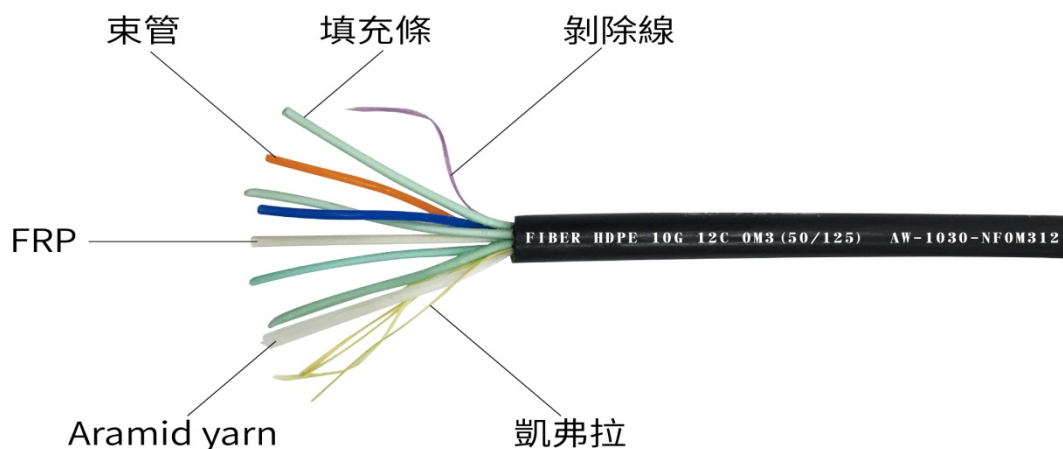 束管
填充條
剝除線
FRP
FIBER HDPE 10G 12C OM3(50/125) AW-1030-NFOM312
Aramid yarn
凱弗拉